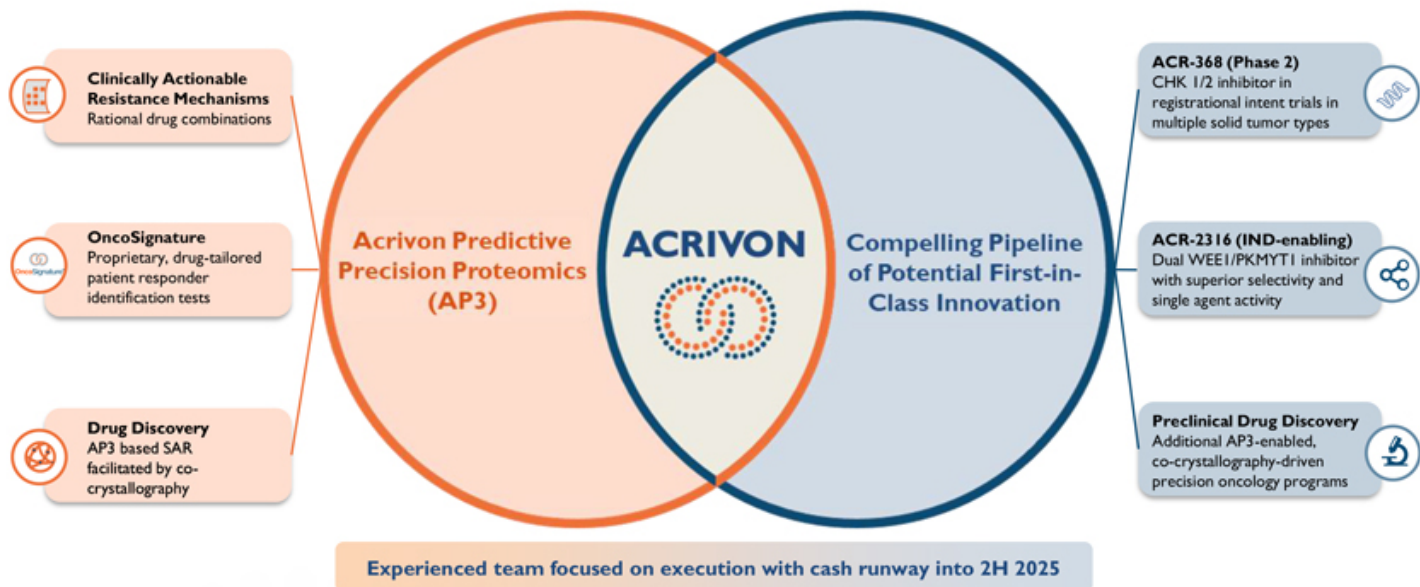 Clinically Actionable
Resistance Mechanisms
Rational drug combinations
OncoSignature
OncoSignature
Proprietary, drug-tailored
patient responder
identification tests
Drug Discovery
AP3 based SAR
facilitated by co-
crystallography
Acrivon Predictive
Precision Proteomics
(AP3)
ACRIVON
Compelling Pipeline
of Potential First-in-
Class Innovation
ACR-368 (Phase 2)
CHK 1/2 inhibitor in
registrational intent trials in
multiple solid tumor types
ACR-2316 (IND-enabling)
Dual WEE1/PKMYT1 inhibitor
with superior selectivity and
single agent activity
Preclinical Drug Discovery
Additional AP3-enabled,
co-crystallography-driven
precision oncology programs
Experienced team focused on execution with cash runway into 2H 2025